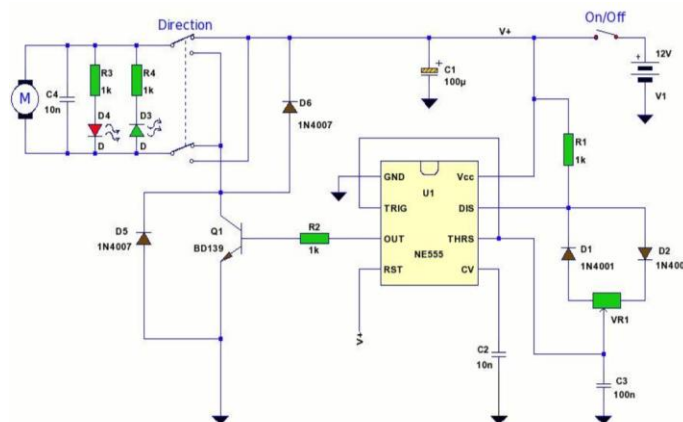 Direction
On/Off
V+
12V
V1
R3
1k
R4
1k
C4
10n
M
D4
D
D3
D
C1
100µ
D6
1N4007
R1
1k
GND
Vcc
U1
TRIG
DIS
OUT
THRS
NE555
RST
CV
D5
1N4007
Q1
BD139
R2
1k
D1
1N4001
D2
1N400
VR1
V+
C2
10n
C3
100n